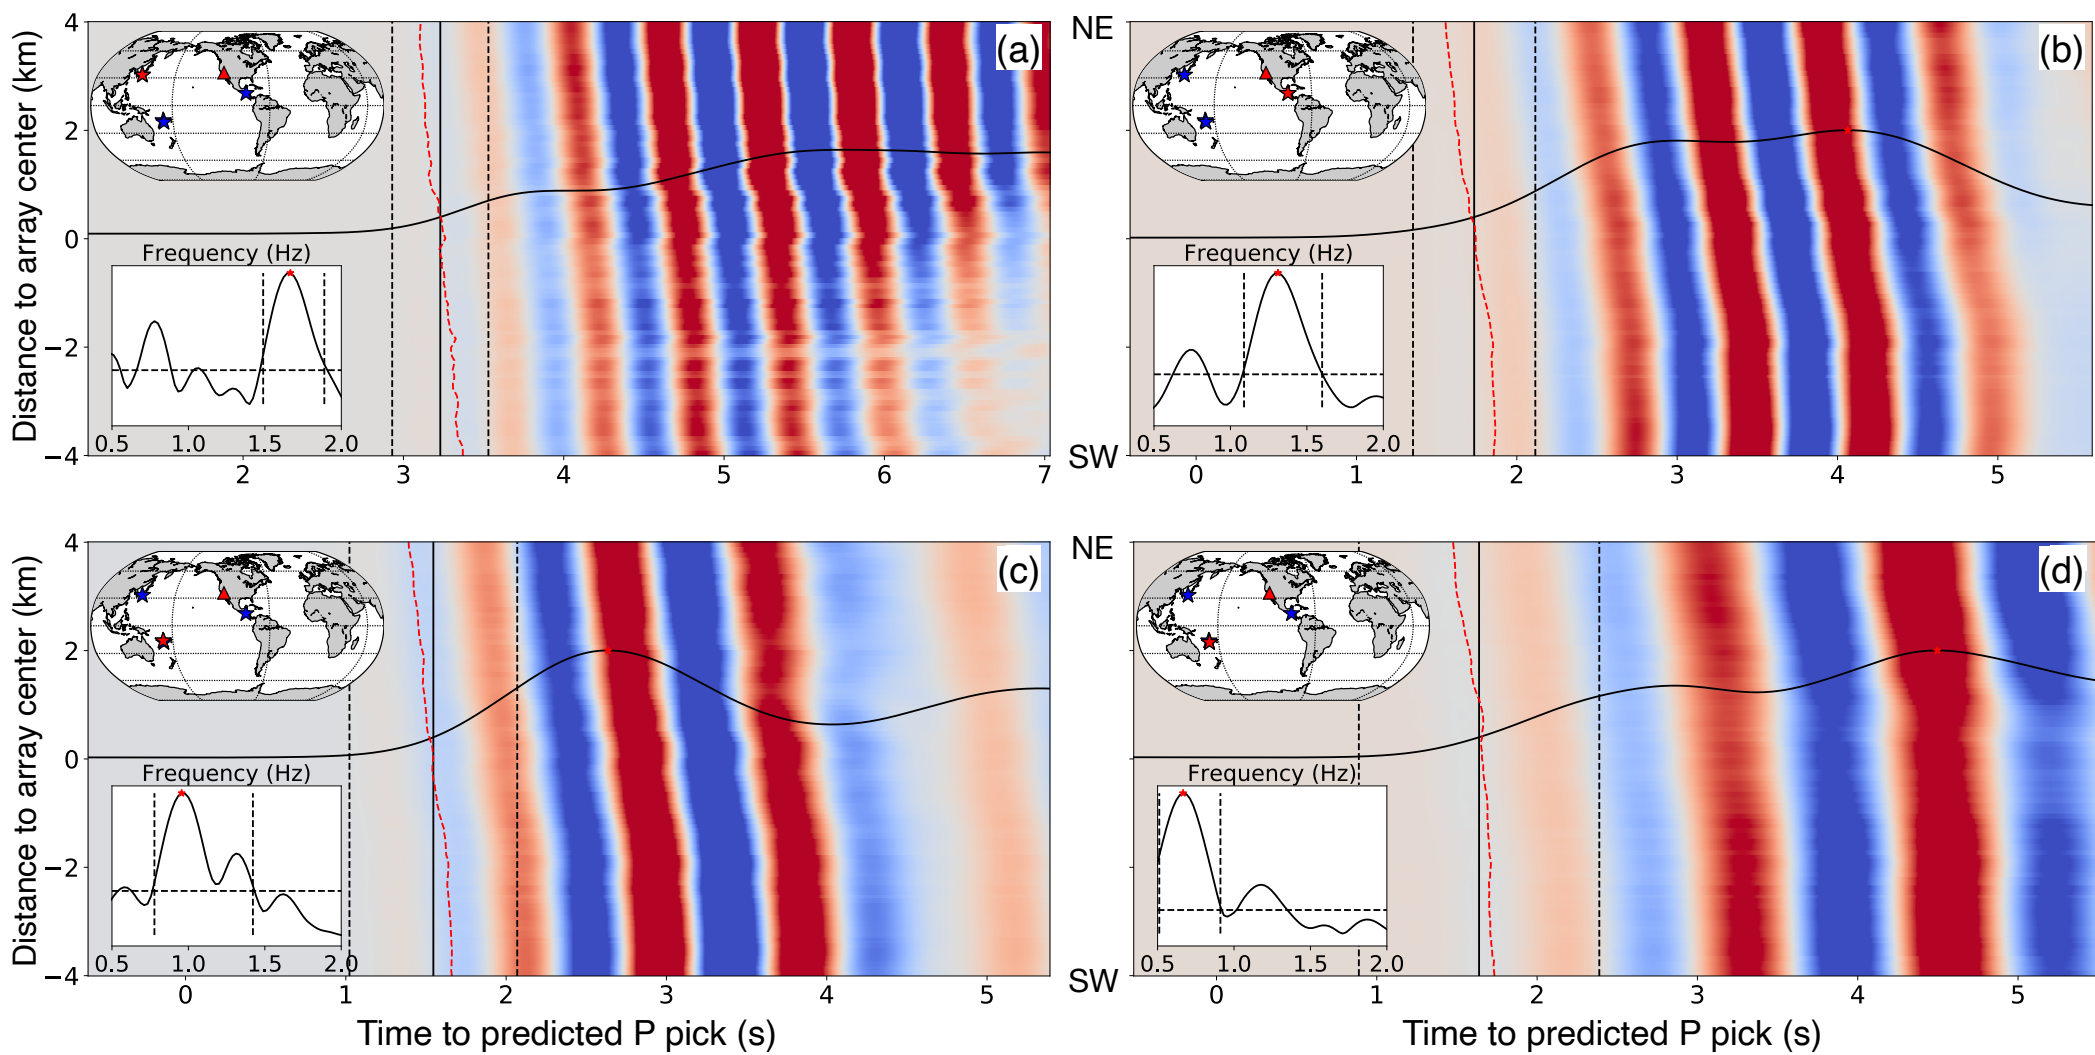 Distance to array center (km)
4
2
0
−2
−4
(a)
Frequency (Hz)
0.5 1.0 1.5 2.0
2 3 4 5 6 7
NE
SW
(b)
Frequency (Hz)
0.5 1.0 1.5 2.0
0 1 2 3 4 5
Distance to array center (km)
4
2
0
−2
−4
(c)
Frequency (Hz)
0.5 1.0 1.5 2.0
0 1 2 3 4 5
Time to predicted P pick (s)
NE
SW
(d)
Frequency (Hz)
0.5 1.0 1.5 2.0
0 1 2 3 4 5
Time to predicted P pick (s)